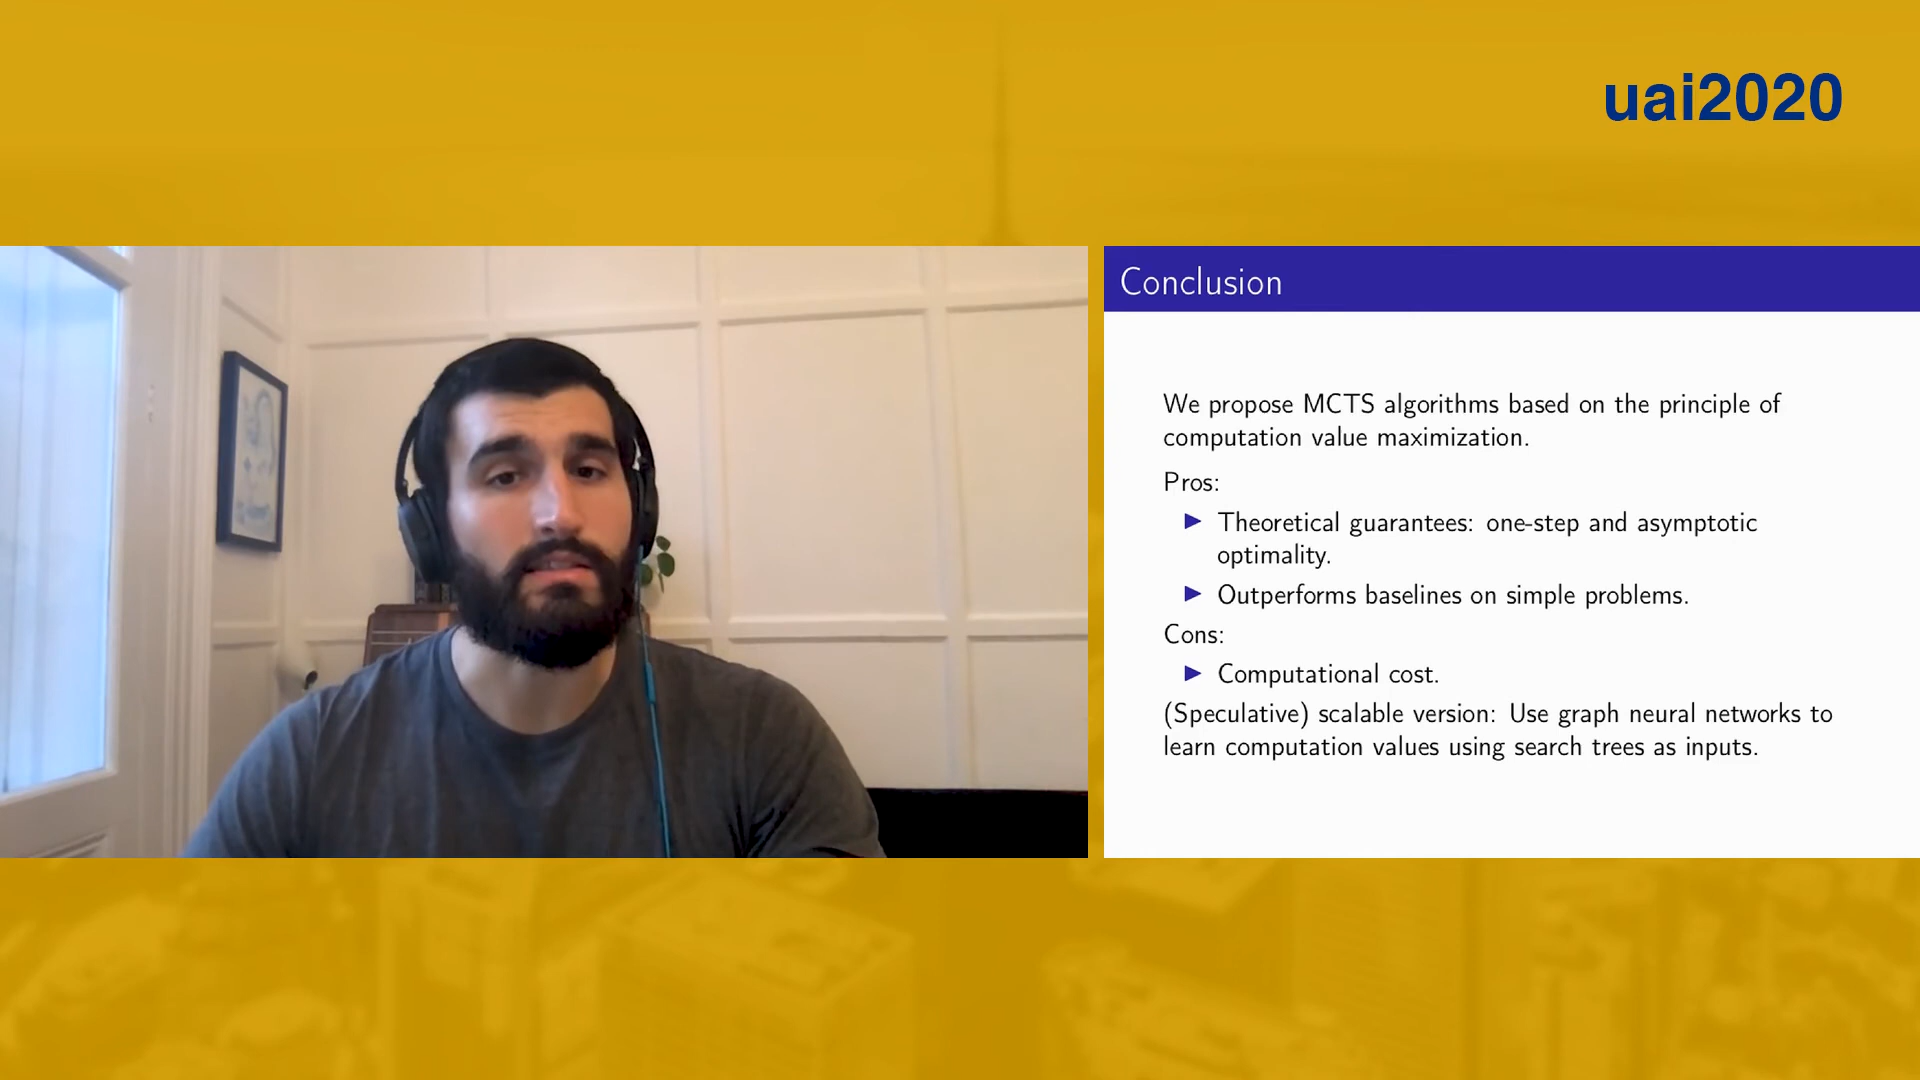 uai2020
Conclusion
We propose MCTS algorithms based on the principle of
computation value maximization.
Pros:
▶ Theoretical guarantees: one-step and asymptotic
optimality.
▶ Outperforms baselines on simple problems.
Cons:
▶ Computational cost.
(Speculative) scalable version: Use graph neural networks to
learn computation values using search trees as inputs.